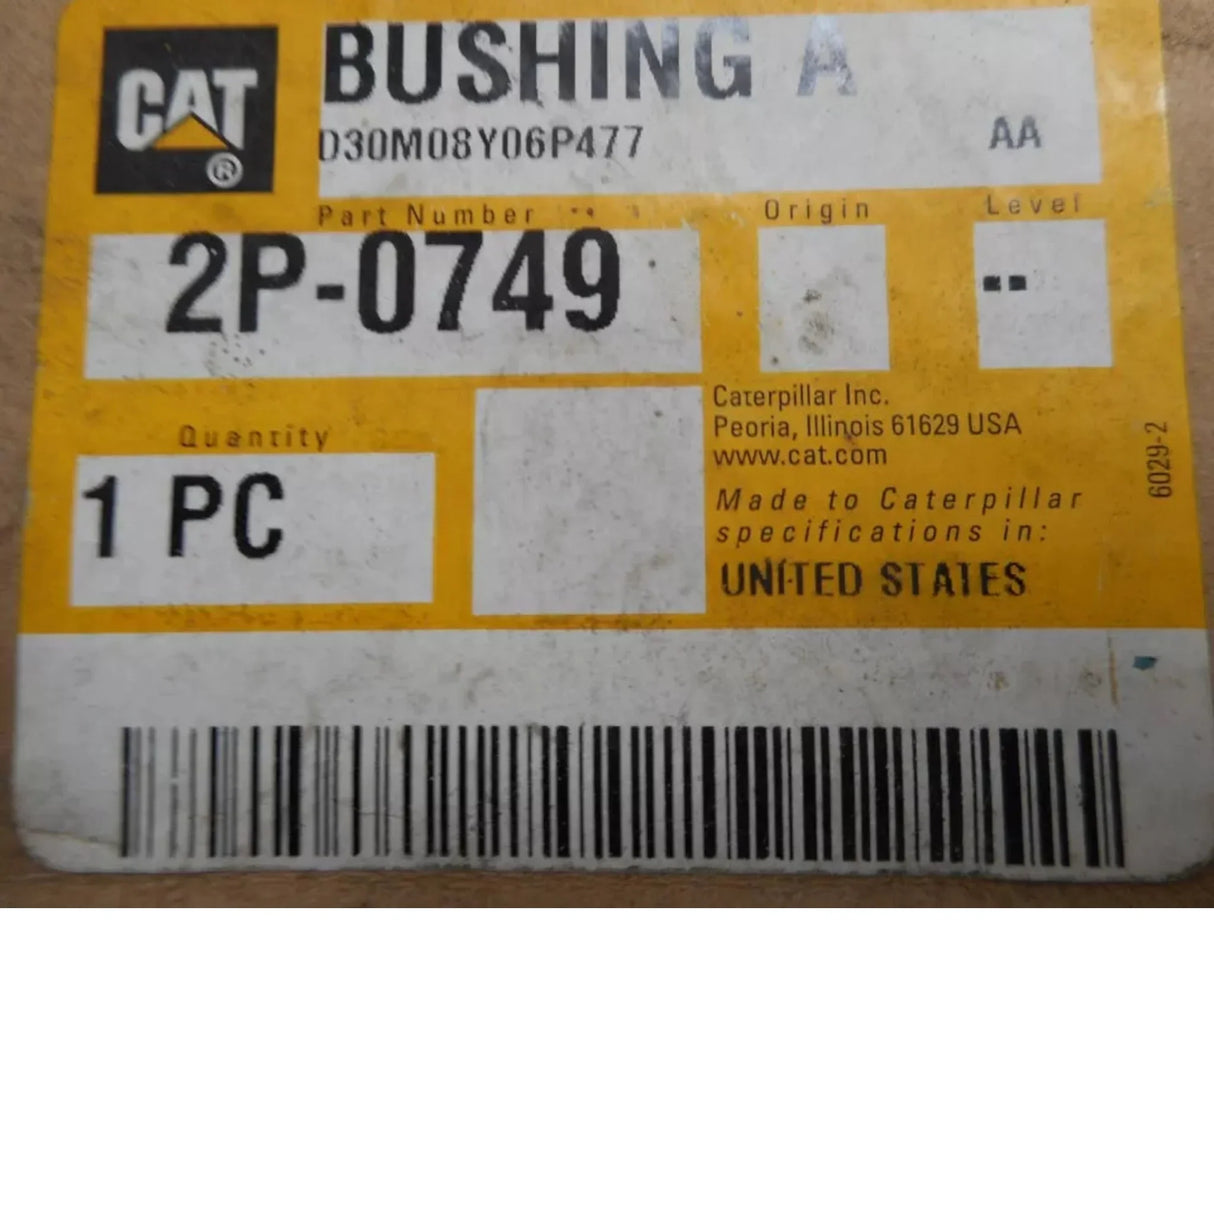 CAT
®
BUSHING A
D30M08Y06P477
AA
Part Number
Origin
Level
2P-0749
--
Quantity
1 PC
Caterpillar Inc.
Peoria, Illinois 61629 USA
www.cat.com
Made to Caterpillar
specifications in:
UNITED STATES
6029-2